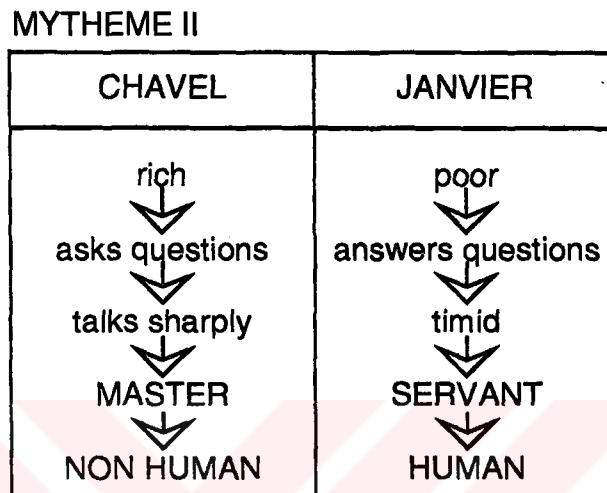 MYTHEME II
CHAVEL JANVIER
rich poor
asks questions answers questions
talks sharply timid
MASTER SERVANT
NON HUMAN HUMAN